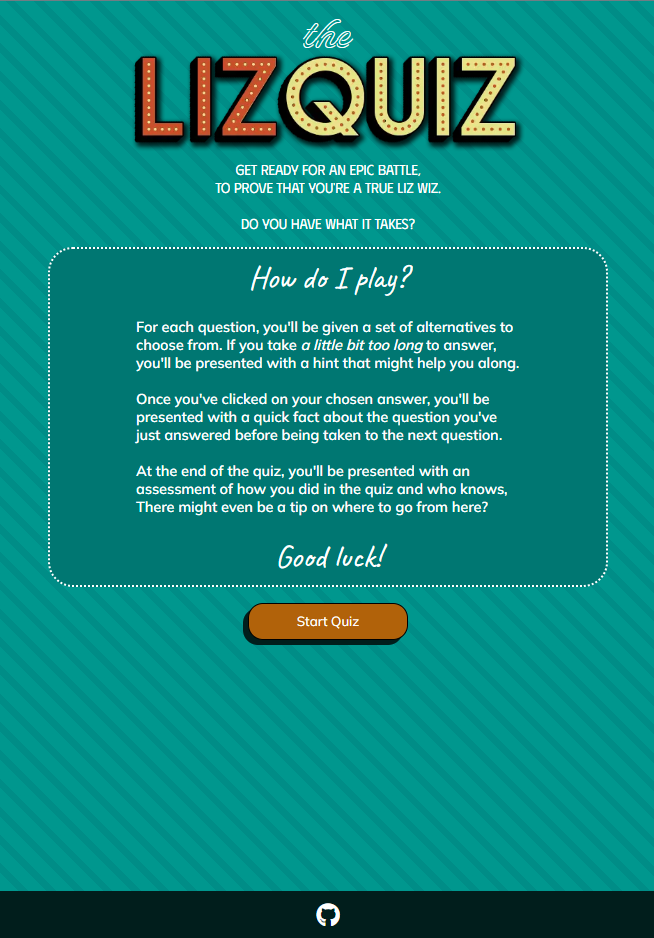 the
LIZQUIZ
GET READY FOR AN EPIC BATTLE,
TO PROVE THAT YOU'RE A TRUE LIZ WIZ.
DO YOU HAVE WHAT IT TAKES?
How do I play?
For each question, you'll be given a set of alternatives to
choose from. If you take a little bit too long to answer,
you'll be presented with a hint that might help you along.
Once you've clicked on your chosen answer, you'll be
presented with a quick fact about the question you've
just answered before being taken to the next question.
At the end of the quiz, you'll be presented with an
assessment of how you did in the quiz and who knows,
There might even be a tip on where to go from here?
Good luck!
Start Quiz